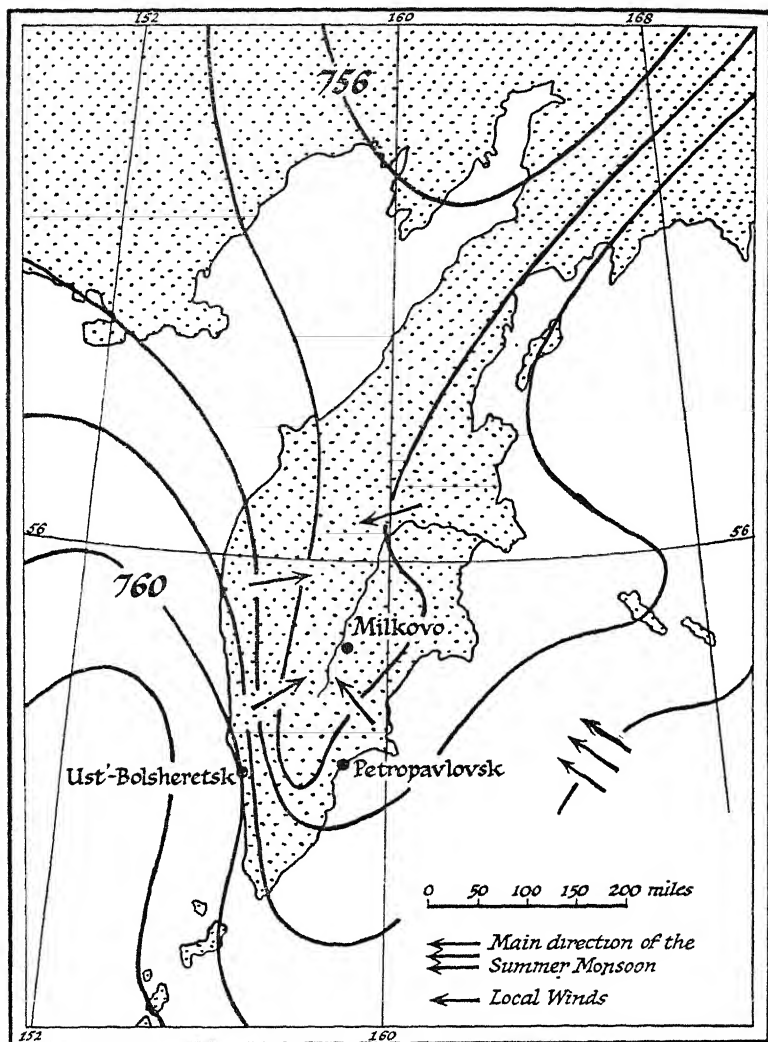 152 160 168
756
56 56
760
Milkovo
Ust'-Bolsheretsk Petropavlovsk
0 50 100 150 200 miles
Main direction of the
Summer Monsoon
Local Winds
152 160